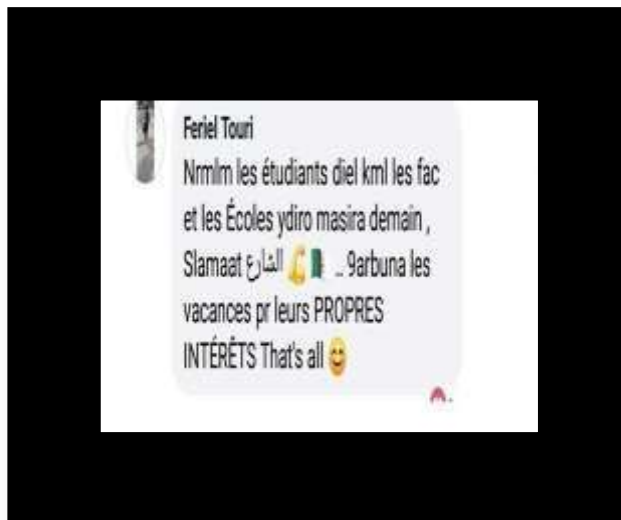 Feriel Touri
Nrmlm les étudiants diel kml les fac
et les Écoles ydiro masira demain ,
Slamaat الشارع 💪🇩🇿 .. 9arbuna les
vacances pr leurs PROPRES
INTÉRÊTS That's all 😊